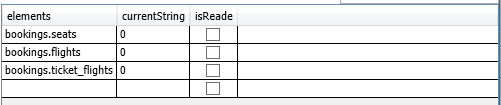 elements currentString isReade
bookings.seats 0
bookings.flights 0
bookings.ticket_flights 0